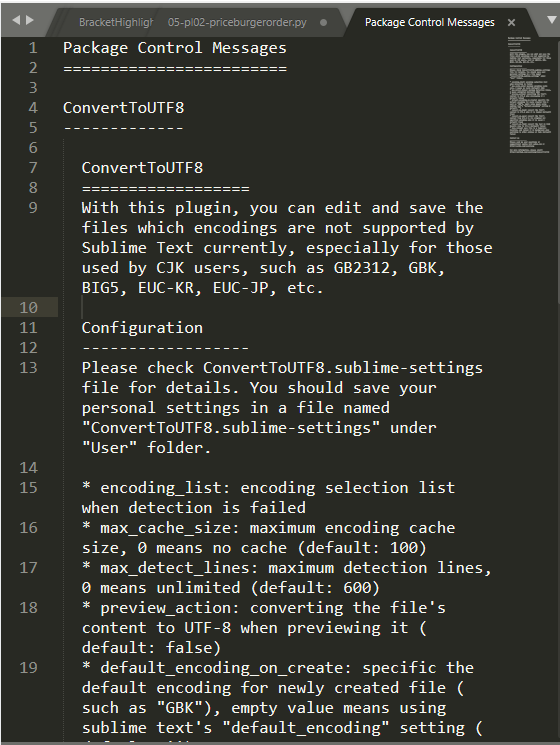 BracketHighligh 05-pl02-priceburgerorder.py Package Control Messages
1 Package Control Messages
2 ========================
3
4 ConvertToUTF8
5 -------------
6
7 ConvertToUTF8
8 ==================
9 With this plugin, you can edit and save the
files which encodings are not supported by
Sublime Text currently, especially for those
used by CJK users, such as GB2312, GBK,
BIG5, EUC-KR, EUC-JP, etc.
10
11 Configuration
12 ------------------
13 Please check ConvertToUTF8.sublime-settings
file for details. You should save your
personal settings in a file named
"ConvertToUTF8.sublime-settings" under
"User" folder.
14
15 * encoding_list: encoding selection list
when detection is failed
16 * max_cache_size: maximum encoding cache
size, 0 means no cache (default: 100)
17 * max_detect_lines: maximum detection lines,
0 means unlimited (default: 600)
18 * preview_action: converting the file's
content to UTF-8 when previewing it (
default: false)
19 * default_encoding_on_create: specific the
default encoding for newly created file (
such as "GBK"), empty value means using
sublime text's "default_encoding" setting (